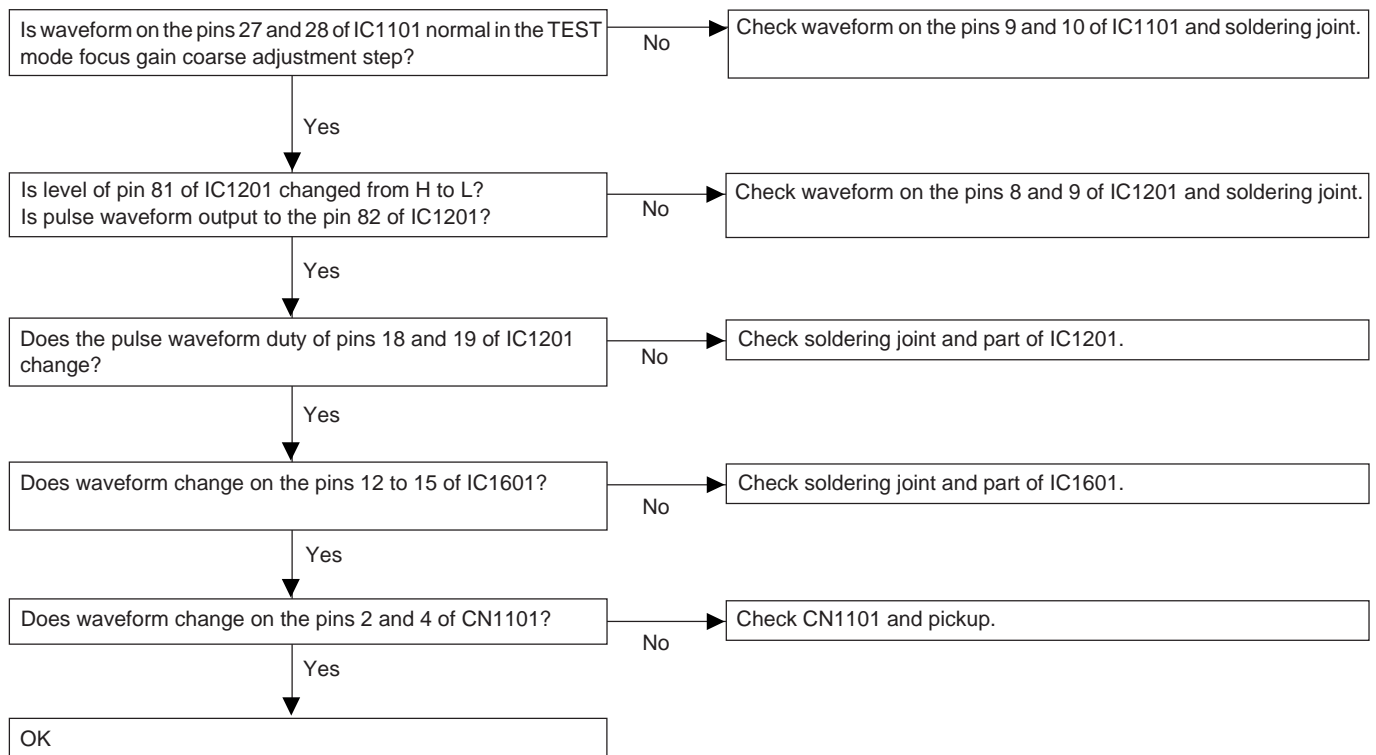 Is waveform on the pins 27 and 28 of IC1101 normal in the TEST
mode focus gain coarse adjustment step?
No
Check waveform on the pins 9 and 10 of IC1101 and soldering joint.
Yes
Is level of pin 81 of IC1201 changed from H to L?
Is pulse waveform output to the pin 82 of IC1201?
No
Check waveform on the pins 8 and 9 of IC1201 and soldering joint.
Yes
Does the pulse waveform duty of pins 18 and 19 of IC1201
change?
No
Check soldering joint and part of IC1201.
Yes
Does waveform change on the pins 12 to 15 of IC1601?
No
Check soldering joint and part of IC1601.
Yes
Does waveform change on the pins 2 and 4 of CN1101?
No
Check CN1101 and pickup.
Yes
OK